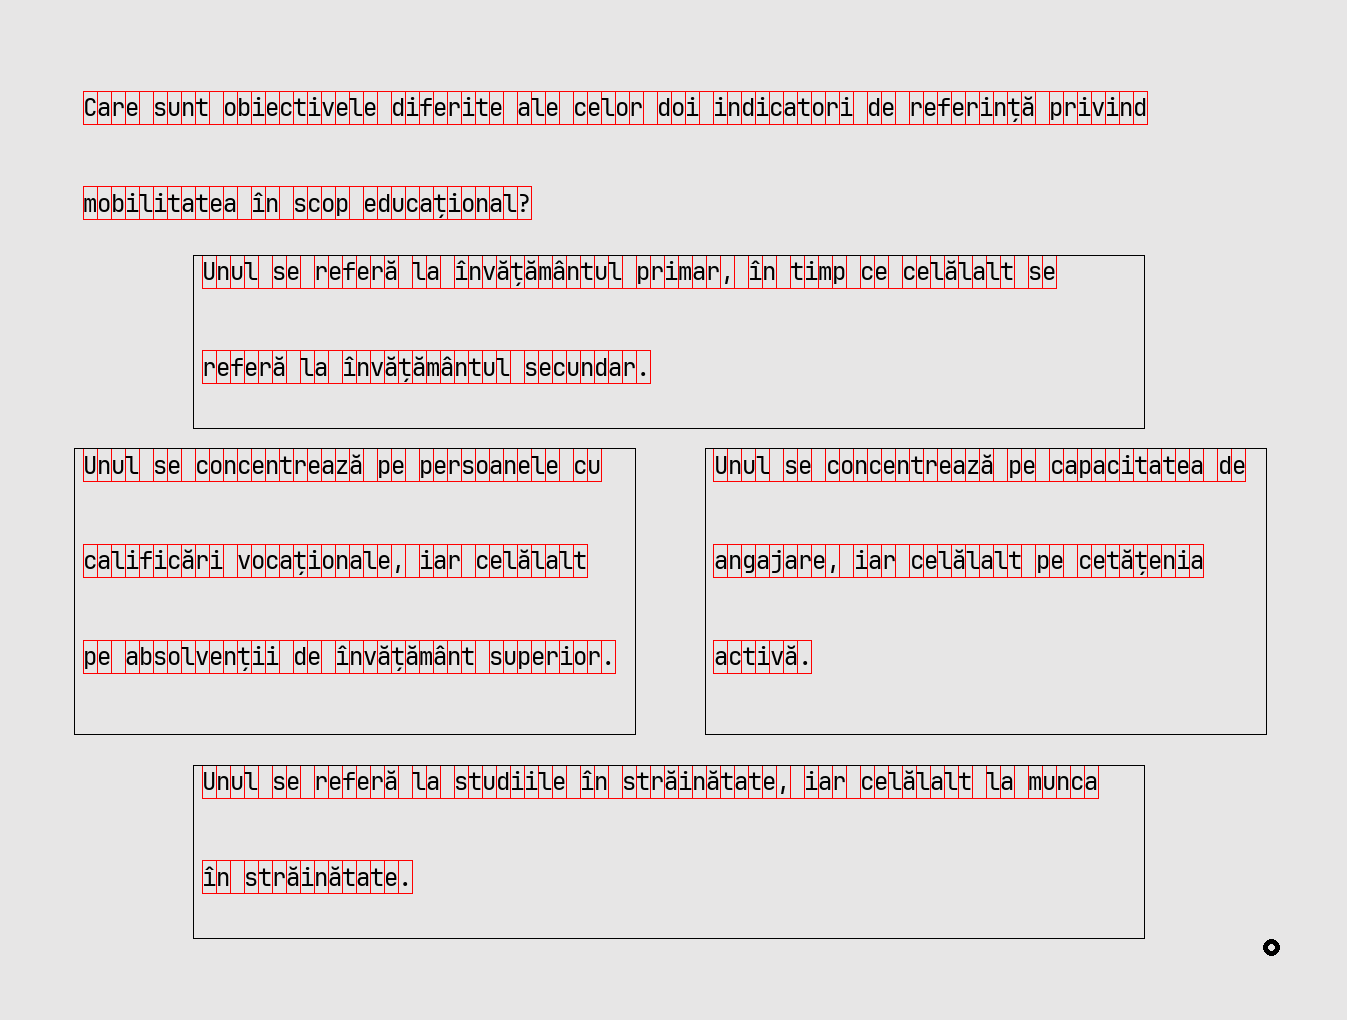 Care sunt obiectivele diferite ale celor doi indicatori de referință privind
mobilitatea în scop educațional?
Unul se referă la învățământul primar, în timp ce celălalt se
referă la învățământul secundar.
Unul se concentrează pe persoanele cu
calificări vocaționale, iar celălalt
pe absolvenții de învățământ superior.
Unul se concentrează pe capacitatea de
angajare, iar celălalt pe cetățenia
activă.
Unul se referă la studiile în străinătate, iar celălalt la munca
în străinătate.